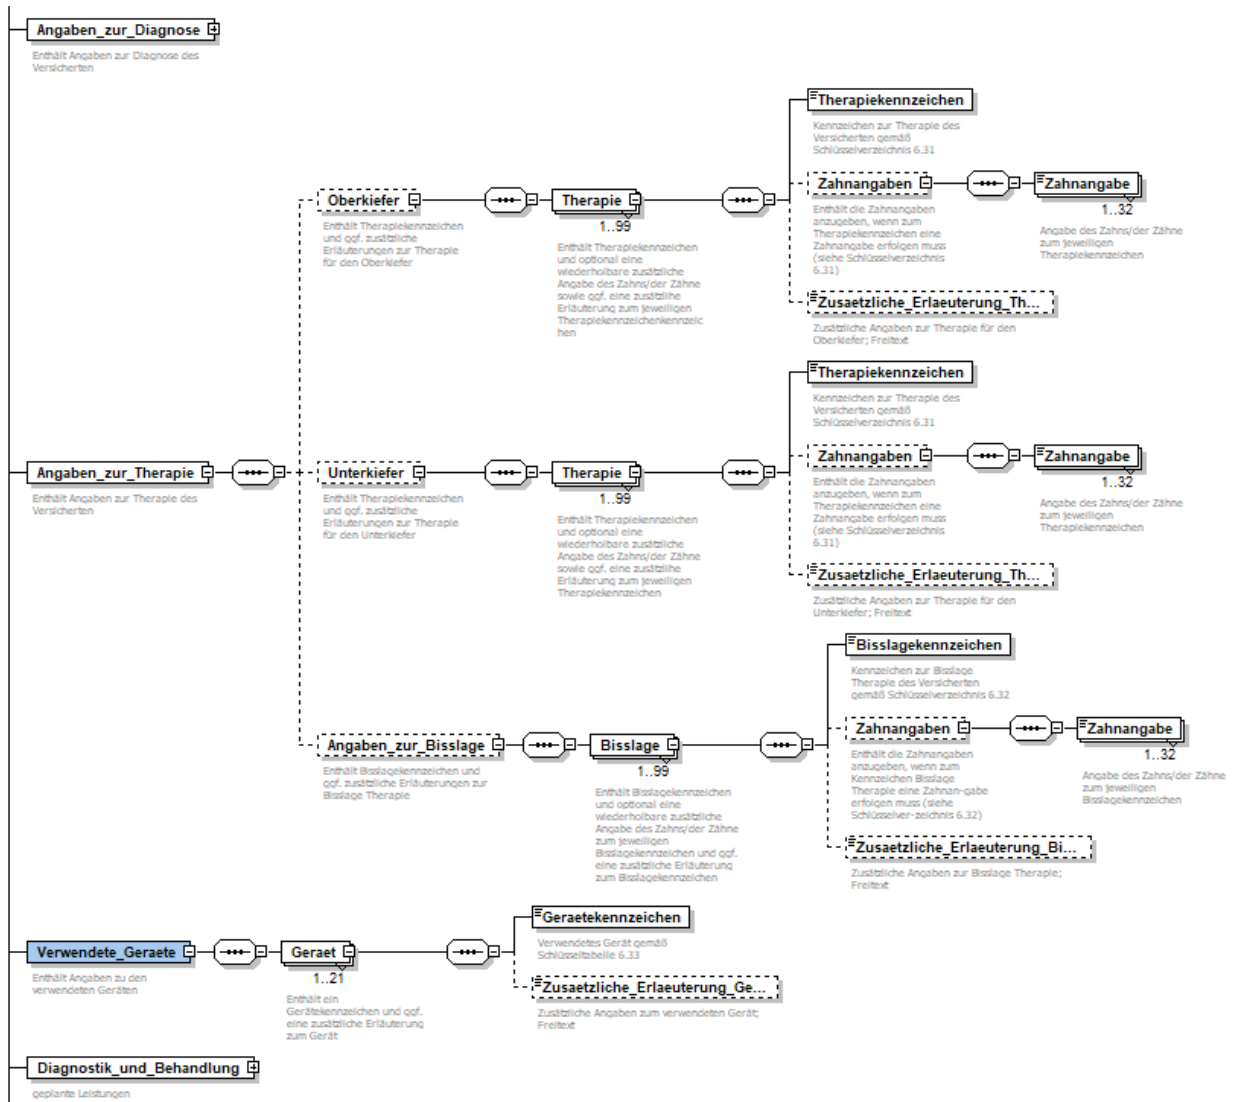 Angaben_zur_Diagnose
Enthält Angaben zur Diagnose des
Versicherten
Therapiekennzeichen
Kennzeichen zur Therapie des
Versicherten gemäß
Schlüsselverzeichnis 6.31
Oberkiefer
Enthält Therapiekennzeichen
und ggf. zusätzliche
Erläuterungen zur Therapie
für den Oberkiefer
Therapie
1..99
Enthält Therapiekennzeichen
und optional eine
wiederholbare zusätzliche
Angabe des Zahns/der Zähne
sowie ggf. eine zusätzlihe
Erläuterung zum jeweiligen
Therapiekennzeichenkennzeic
hen
Zahnangaben
Enthält die Zahnangaben
anzugeben, wenn zum
Therapiekennzeichen eine
Zahnangabe erfolgen muss
(siehe Schlüsselverzeichnis
6.31)
Zahnangabe
1..32
Angabe des Zahns/der Zähne
zum jeweiligen
Therapiekennzeichen
Zusaetzliche_Erlaeuterung_Th...
Zusätzliche Angaben zur Therapie für den
Oberkiefer; Freitext
Therapiekennzeichen
Kennzeichen zur Therapie des
Versicherten gemäß
Schlüsselverzeichnis 6.31
Angaben_zur_Therapie
Enthält Angaben zur Therapie des
Versicherten
Unterkiefer
Enthält Therapiekennzeichen
und ggf. zusätzliche
Erläuterungen zur Therapie
für den Unterkiefer
Therapie
1..99
Enthält Therapiekennzeichen
und optional eine
wiederholbare zusätzliche
Angabe des Zahns/der Zähne
sowie ggf. eine zusätzlihe
Erläuterung zum jeweiligen
Therapiekennzeichen
Zahnangaben
Enthält die Zahnangaben
anzugeben, wenn zum
Therapiekennzeichen eine
Zahnangabe erfolgen muss
(siehe Schlüsselverzeichnis
6.31)
Zahnangabe
1..32
Angabe des Zahns/der Zähne
zum jeweiligen
Therapiekennzeichen
Zusaetzliche_Erlaeuterung_Th...
Zusätzliche Angaben zur Therapie für den
Unterkiefer; Freitext
Bisslagekennzeichen
Kennzeichen zur Bisslage
Therapie des Versicherten
gemäß Schlüsselverzeichnis 6.32
Angaben_zur_Bisslage
Enthält Bisslagekennzeichen und
ggf. zusätzliche Erläuterungen zur
Bisslage Therapie
Bisslage
1..99
Enthält Bisslagekennzeichen
und optional eine
wiederholbare zusätzliche
Angabe des Zahns/der Zähne
zum jeweiligen
Bisslagekennzeichen und ggf.
eine zusätzliche Erläuterung
zum Bisslagekennzeichen
Zahnangaben
Enthält die Zahnangaben
anzugeben, wenn zum
Kennzeichen Bisslage
Therapie eine Zahnan-gabe
erfolgen muss (siehe
Schlüsselver-zeichnis 6.32)
Zahnangabe
1..32
Angabe des Zahns/der Zähne
zum jeweiligen
Bisslagekennzeichen
Zusaetzliche_Erlaeuterung_Bi...
Zusätzliche Angaben zur Bisslage Therapie;
Freitext
Geraetekennzeichen
Verwendetes Gerät gemäß
Schlüsseltabelle 6.33
Verwendete_Geraete
Enthält Angaben zu den
verwendeten Geräten
Geraet
1..21
Enthält ein
Gerätekennzeichen und ggf.
eine zusätzliche Erläuterung
zum Gerät
Zusaetzliche_Erlaeuterung_Ge...
Zusätzliche Angaben zum verwendeten Gerät;
Freitext
Diagnostik_und_Behandlung
geplante Leistungen